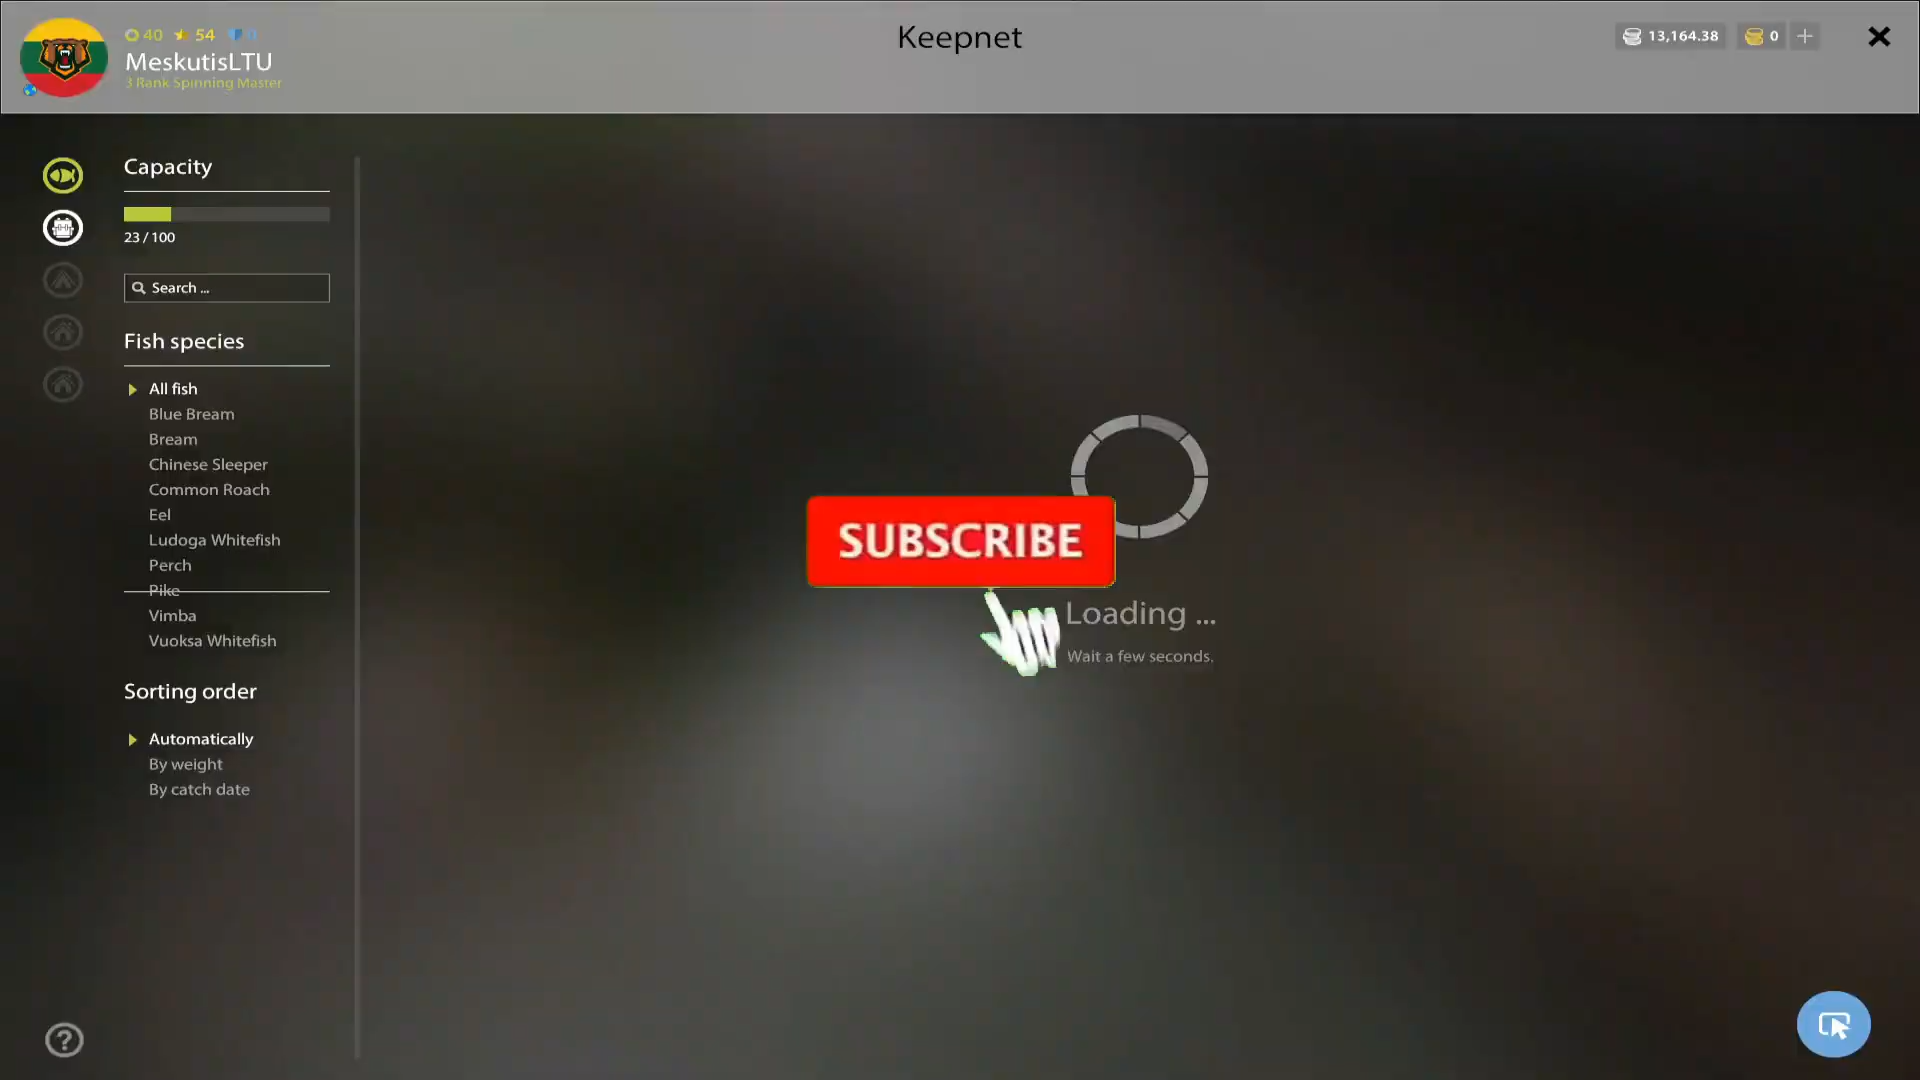 40 54 0
MeskutisLTU
3 Rank Spinning Master
Keepnet
13,164.38
0
Capacity
23 / 100
Search ...
Fish species
All fish
Blue Bream
Bream
Chinese Sleeper
Common Roach
Eel
Ludoga Whitefish
Perch
Pike
Vimba
Vuoksa Whitefish
Sorting order
Automatically
By weight
By catch date
SUBSCRIBE
Loading ...
Wait a few seconds.